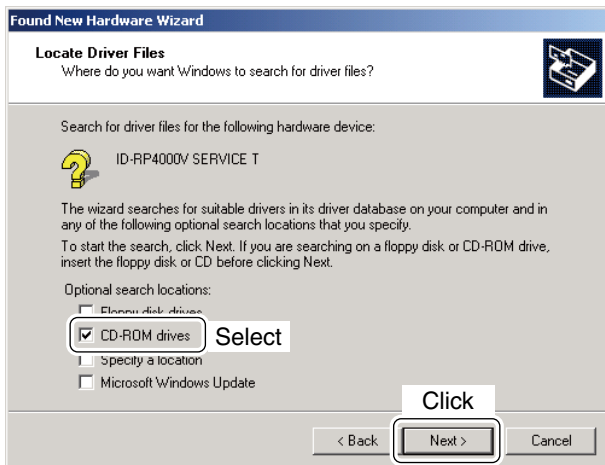 Found New Hardware Wizard
Locate Driver Files
Where do you want Windows to search for driver files?
Search for driver files for the following hardware device:
ID-RP4000V SERVICE T
The wizard searches for suitable drivers in its driver database on your computer and in
any of the following optional search locations that you specify.
To start the search, click Next. If you are searching on a floppy disk or CD-ROM drive,
insert the floppy disk or CD before clicking Next.
Optional search locations:
Floppy disk drives
CD-ROM drives Select
Specify a location
Microsoft Windows Update
Click
< Back Next > Cancel